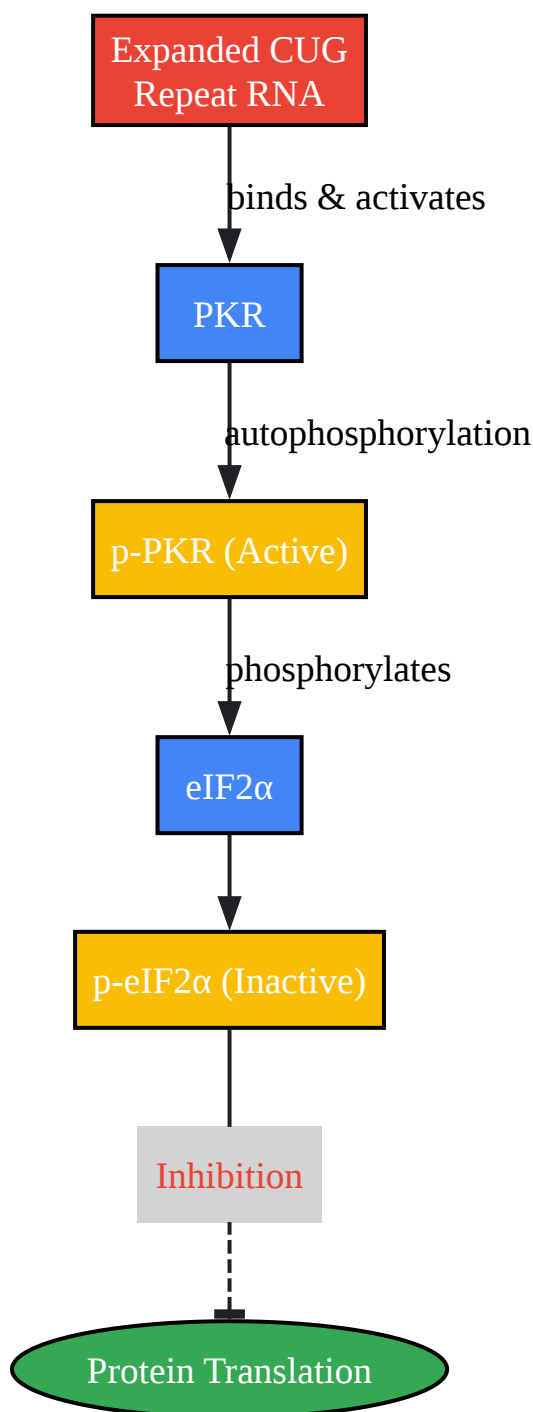 Expanded CUG
Repeat RNA
binds & activates
PKR
autophosphorylation
p-PKR (Active)
phosphorylates
eIF2α
p-eIF2α (Inactive)
Inhibition
Protein Translation